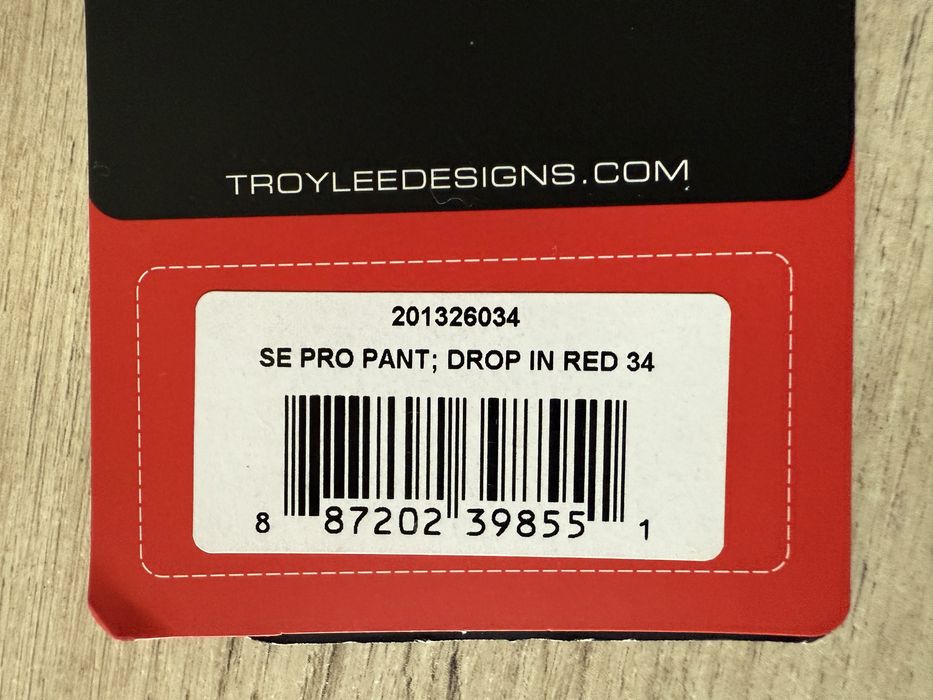 TROYLEEDESIGNS.COM
201326034
SE PRO PANT; DROP IN RED 34
8 87202 39855 1